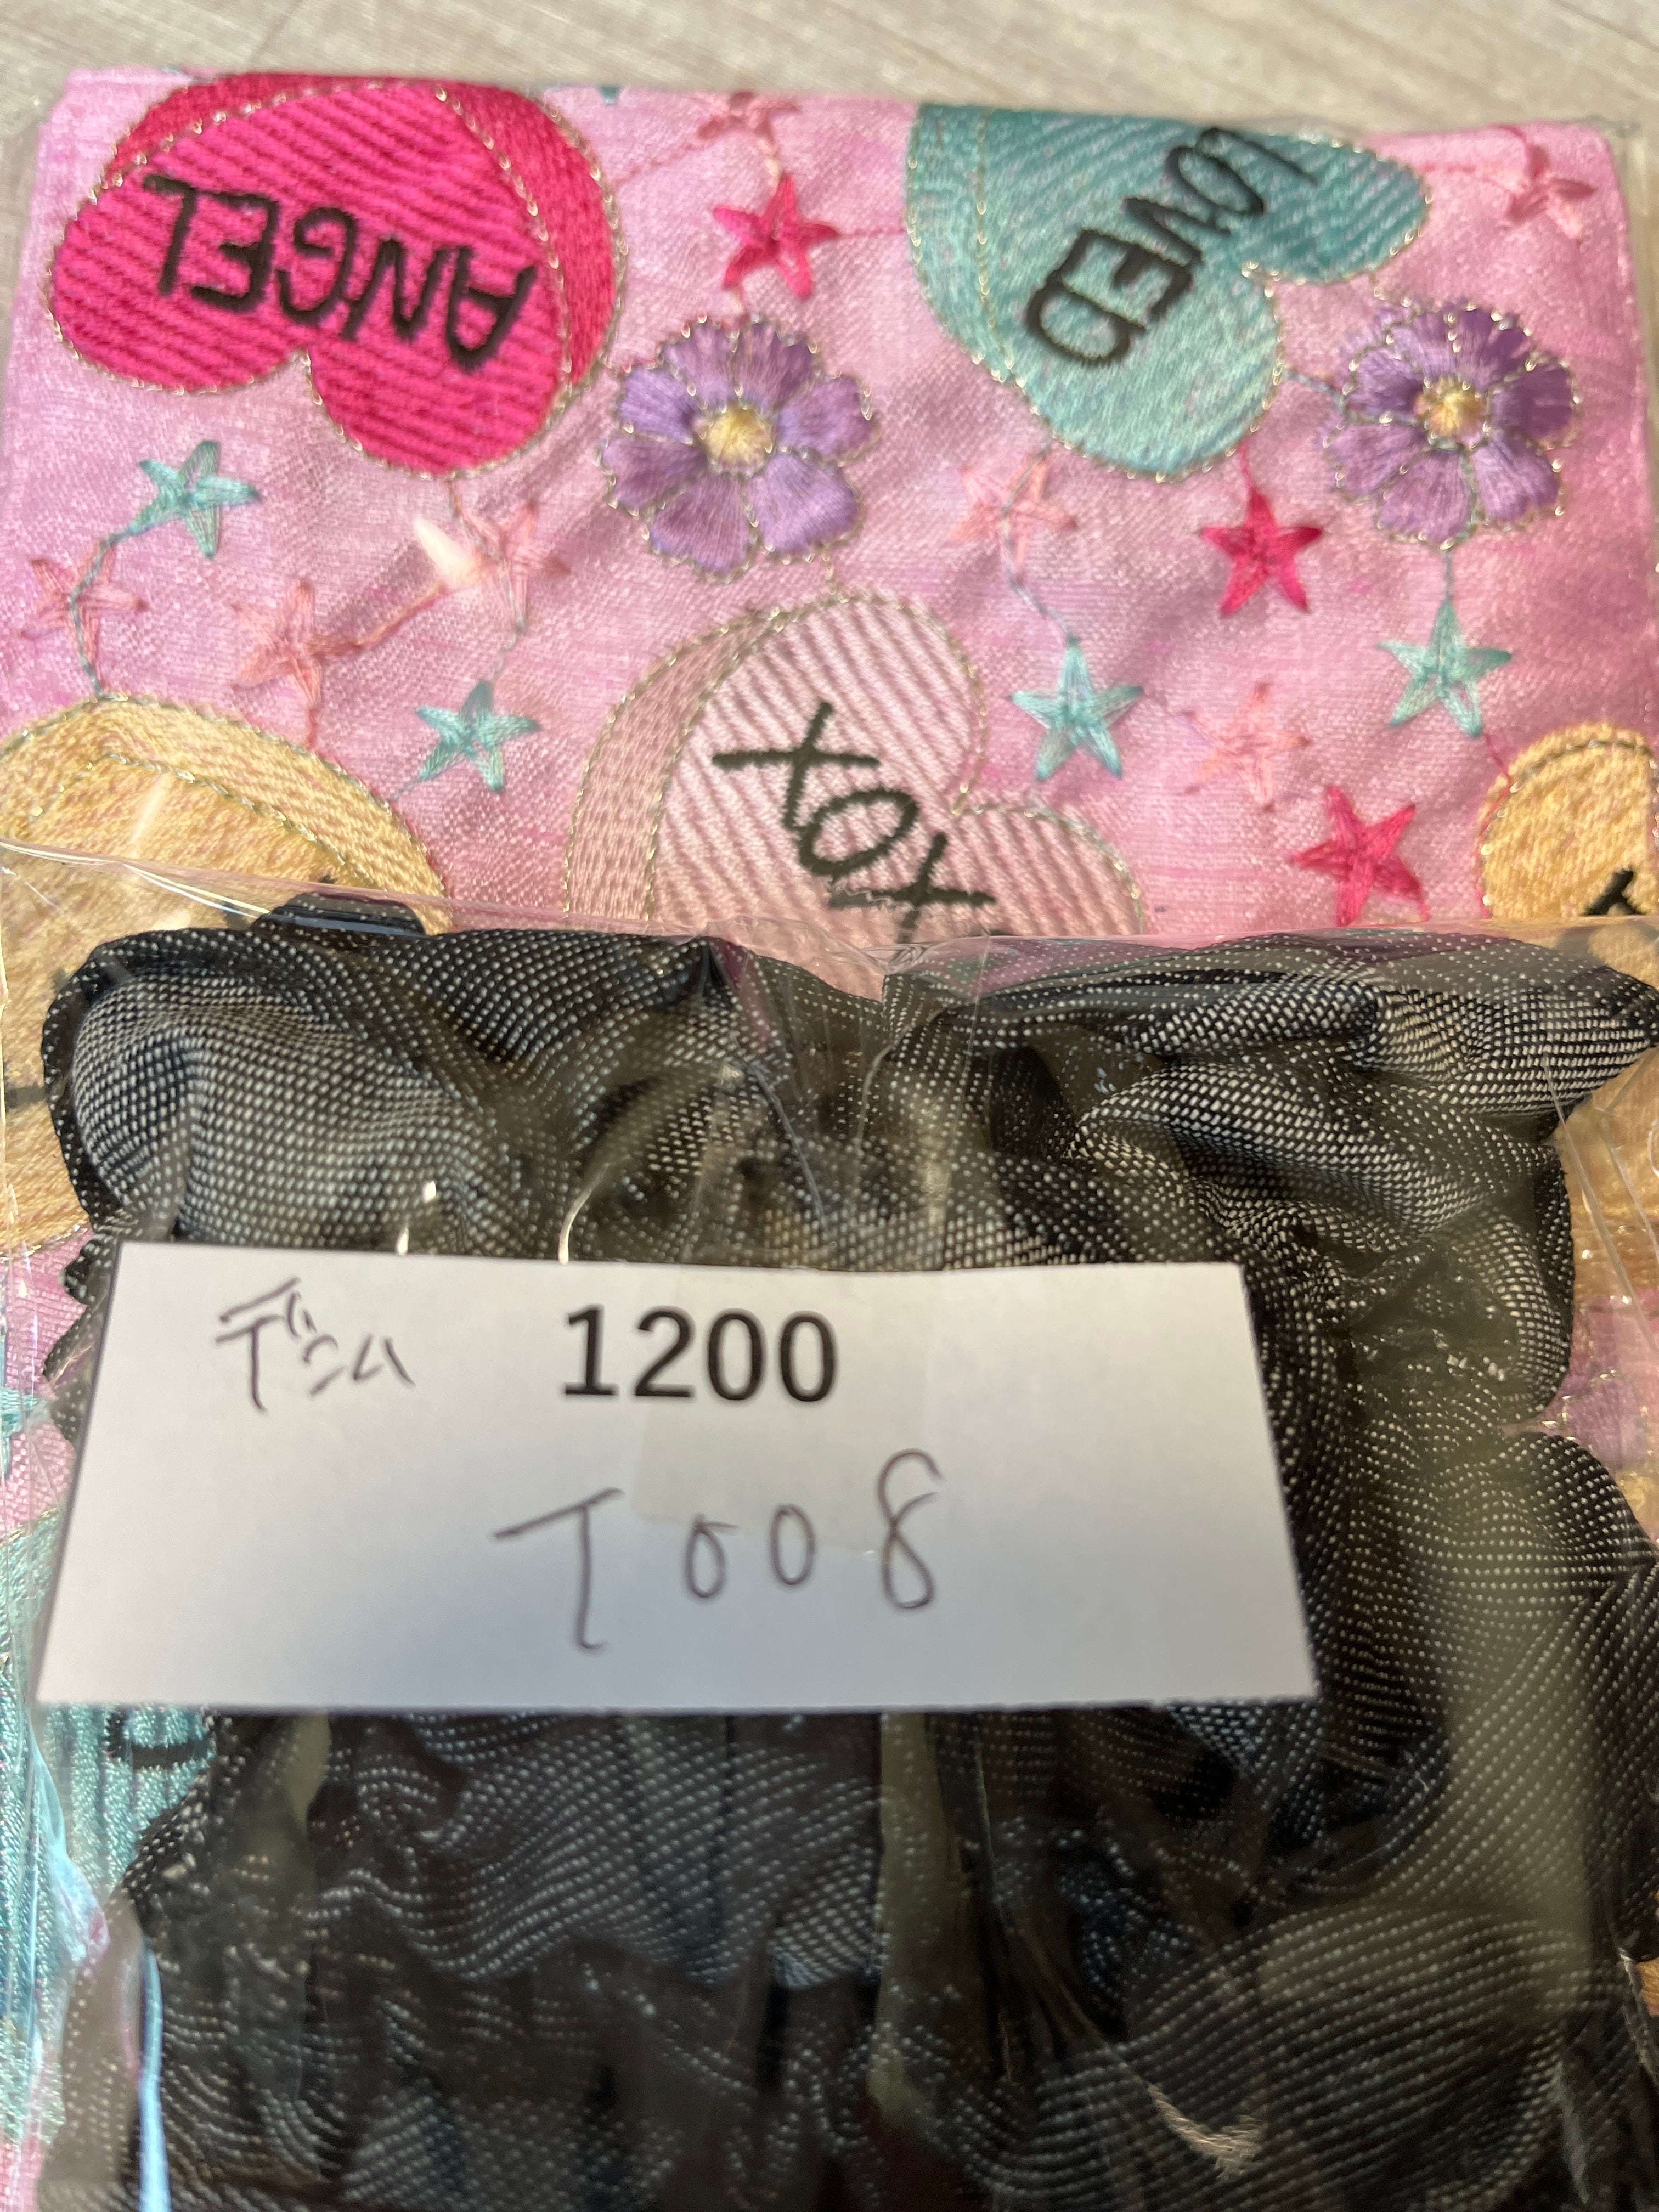 ANGEL
LOVED
XOX
デニム 1200
T008